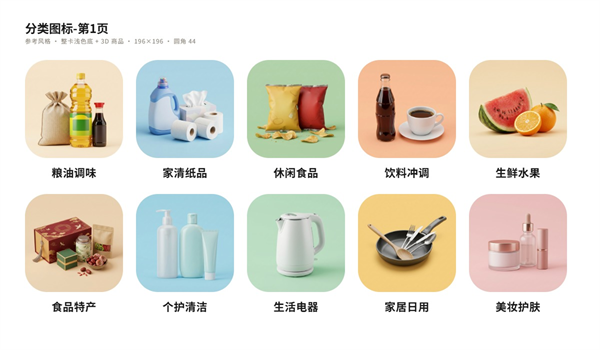 分类图标-第1页
参考风格 · 整卡浅色底 + 3D 商品 · 196×196 · 圆角 44
粮油调味
家清纸品
休闲食品
饮料冲调
生鲜水果
食品特产
个护清洁
生活电器
家居日用
美妆护肤